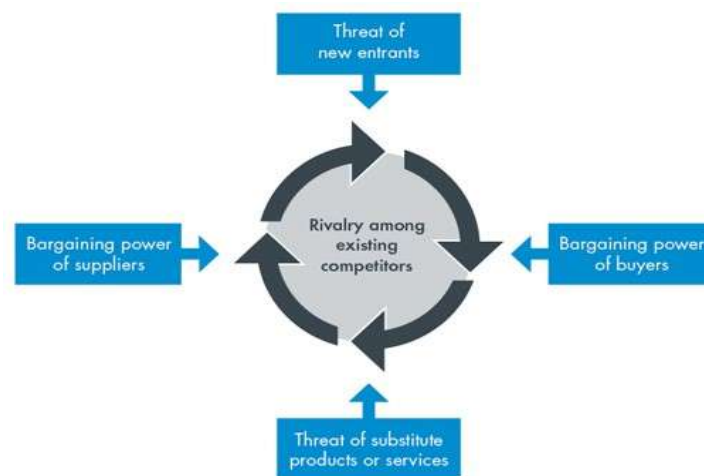 Threat of
new entrants
Bargaining power
of suppliers
Rivalry among
existing
competitors
Bargaining power
of buyers
Threat of substitute
products or services